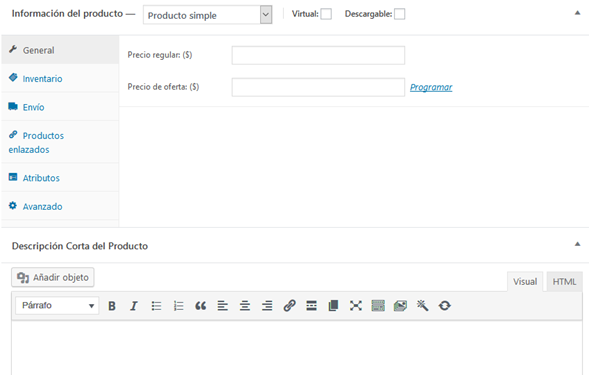 Información del producto — Producto simple Virtual: Descargable:
General
Precio regular: ($)
Inventario
Precio de oferta: ($) Programar
Envío
Productos
enlazados
Atributos
Avanzado
Descripción Corta del Producto
Añadir objeto
Visual HTML
Párrafo B I